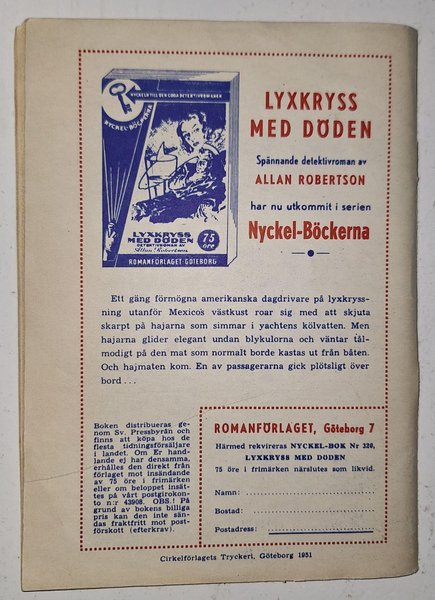 NYCKELN TILL DEN GODA DETEKTIVROMANEN
NYCKEL-BÖCKERNA
LYXKRYSS
MED DÖDEN
DETEKTIVROMAN AV
Allan Robertson
75
öre
ROMANFÖRLAGET GÖTEBORG
LYXKRYSS
MED DÖDEN
Spännande detektivroman av
ALLAN ROBERTSON
har nu utkommit i serien
Nyckel-Böckerna
Ett gäng förmögna amerikanska dagdrivare på lyxkryss-
ning utanför Mexico's västkust roar sig med att skjuta
skarpt på hajarna som simmar i yachtens kölvatten. Men
hajarna glider elegant undan blykulorna och väntar tål-
modigt på den mat som normalt borde kastas ut från båten.
Och hajmaten kom. En av passagerarna gick plötsligt över
bord . . .
Boken distribueras ge-
nom Sv. Pressbyrån och
finns att köpa hos de
flesta tidningsförsäljare
i landet. Om Er hand-
lande ej har densamma,
erhålles den direkt från
förlaget mot insändande
av 75 öre i frimärken
eller om beloppet insät-
tes på vårt postgirokon-
to n:r 43908. OBS.! På
grund av bokens billiga
pris kan den inte sän-
das fraktfritt mot post-
förskott (efterkrav).
ROMANFÖRLAGET, Göteborg 7
Härmed rekvireras NYCKEL-BOK Nr 320,
LYXKRYSS MED DÖDEN
75 öre i frimärken närslutes som likvid.
Namn:
Bostad:
Postadress:
Cirkelförlagets Tryckeri, Göteborg 1951